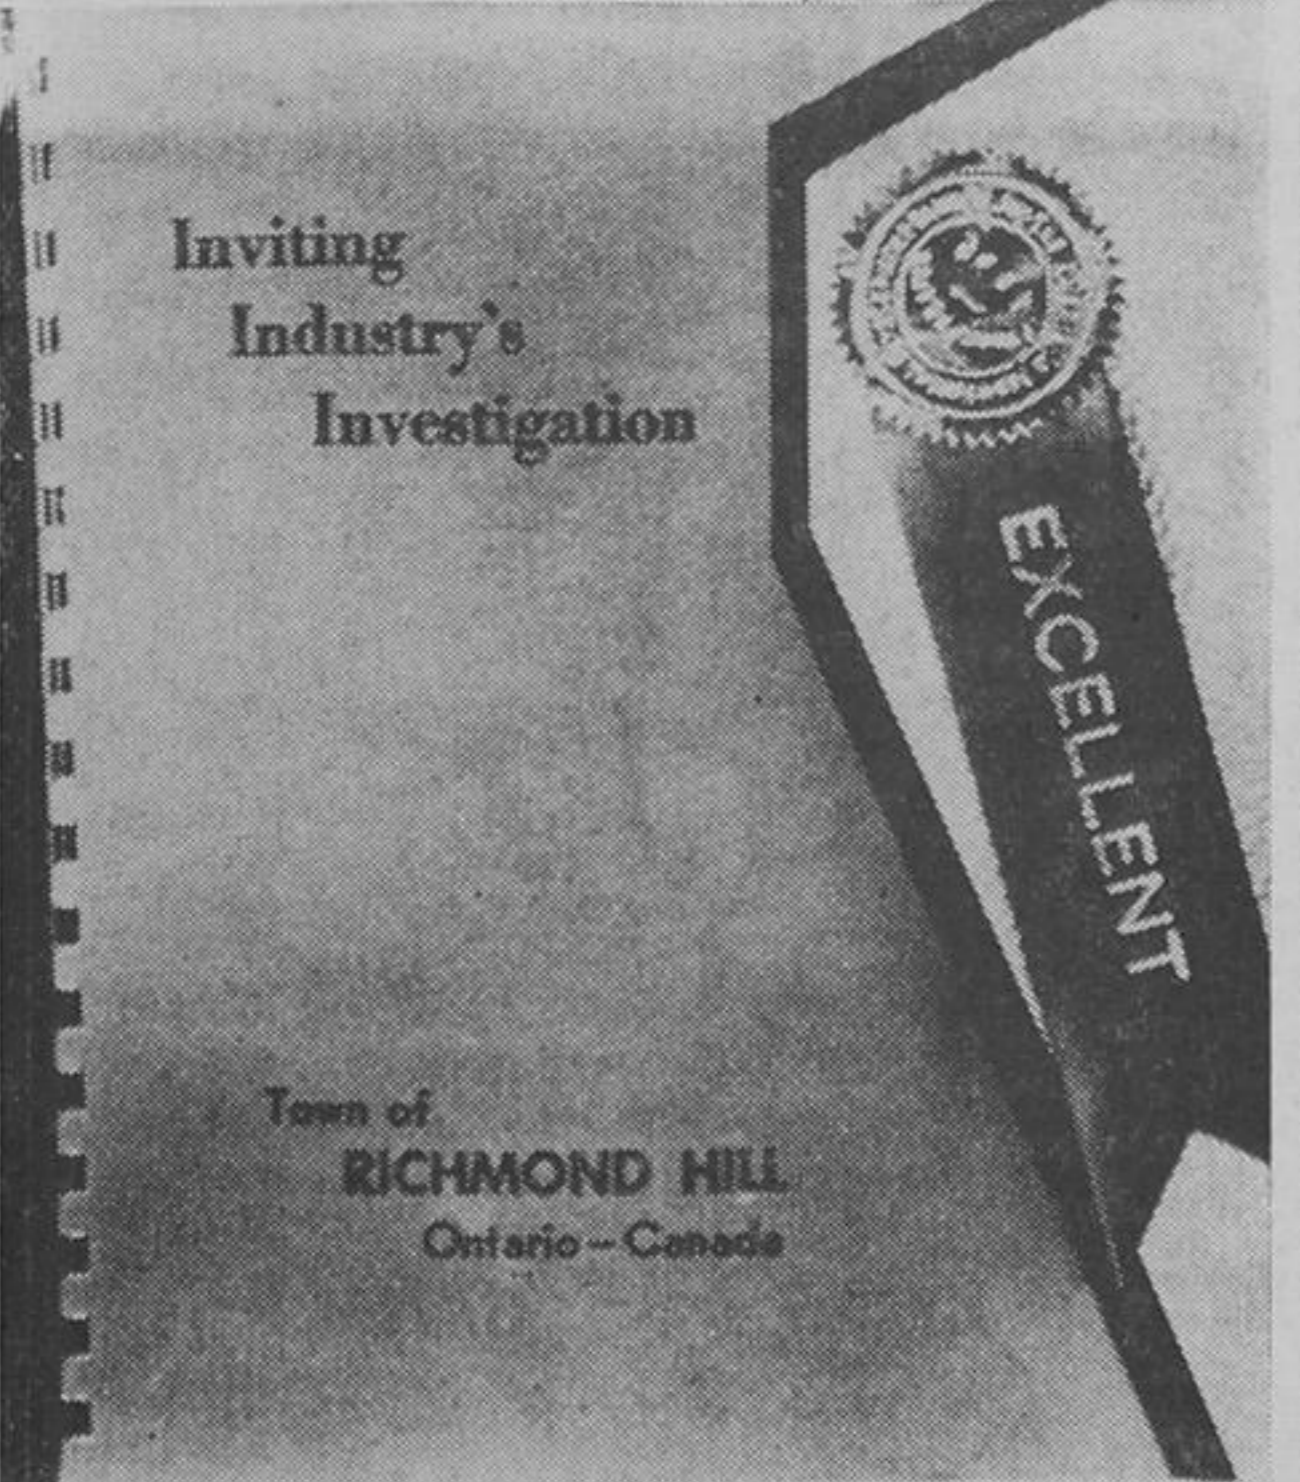 Inviting
Industry's
Investigation
EXCELLENT
Town of
RICHMOND HILL
Ontario – Canada